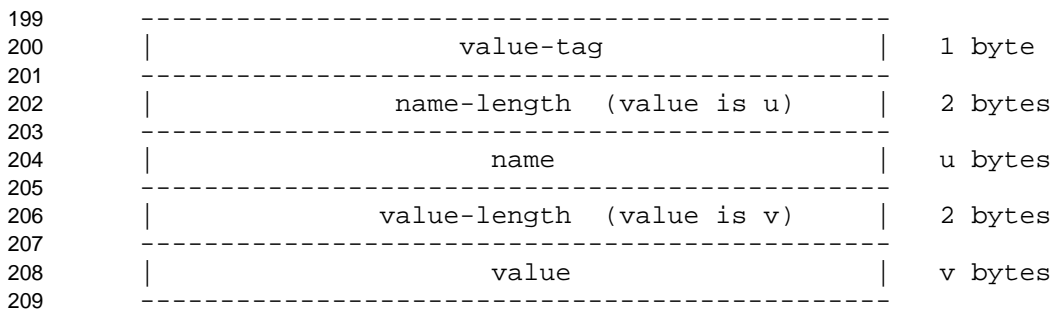 199 -----------------------------------------------
200 | value-tag | 1 byte
201 -----------------------------------------------
202 | name-length (value is u) | 2 bytes
203 -----------------------------------------------
204 | name | u bytes
205 -----------------------------------------------
206 | value-length (value is v) | 2 bytes
207 -----------------------------------------------
208 | value | v bytes
209 -----------------------------------------------